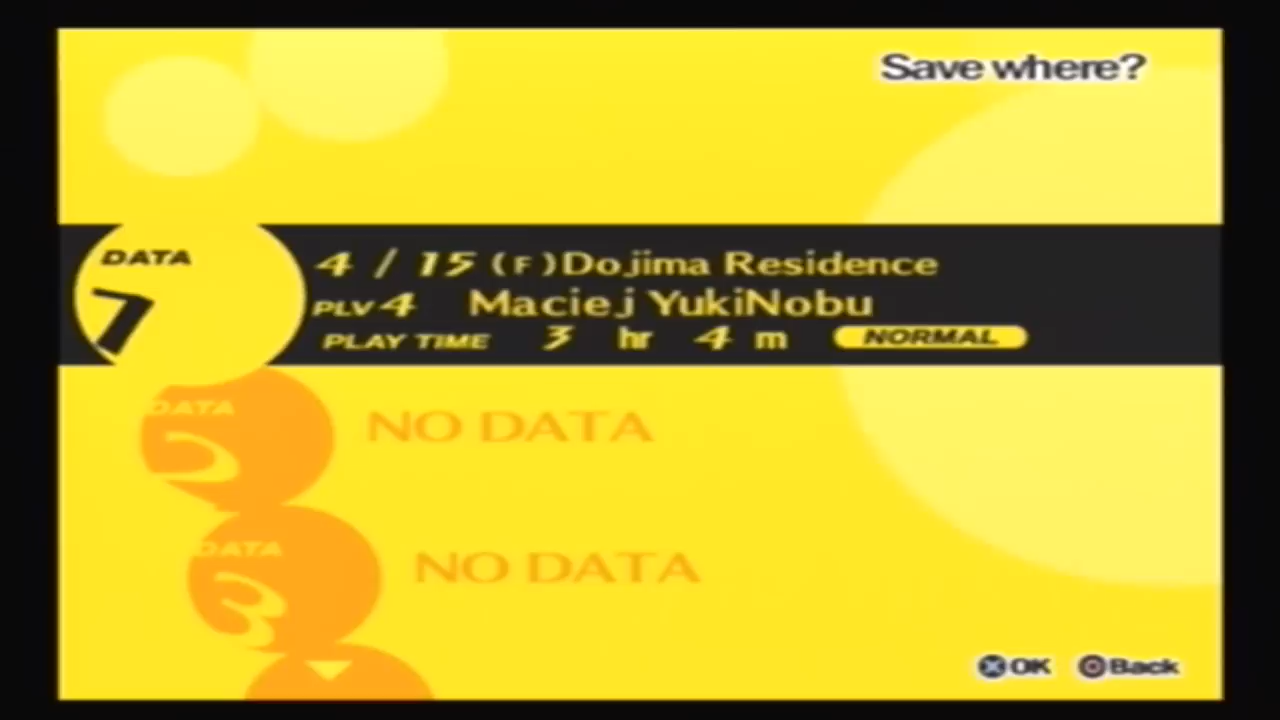 Save where?
DATA
1
4 / 15 (F) Dojima Residence
PLV 4 Maciej YukiNobu
PLAY TIME 3 hr 4 m NORMAL
DATA
2
NO DATA
DATA
3
NO DATA
OK Back